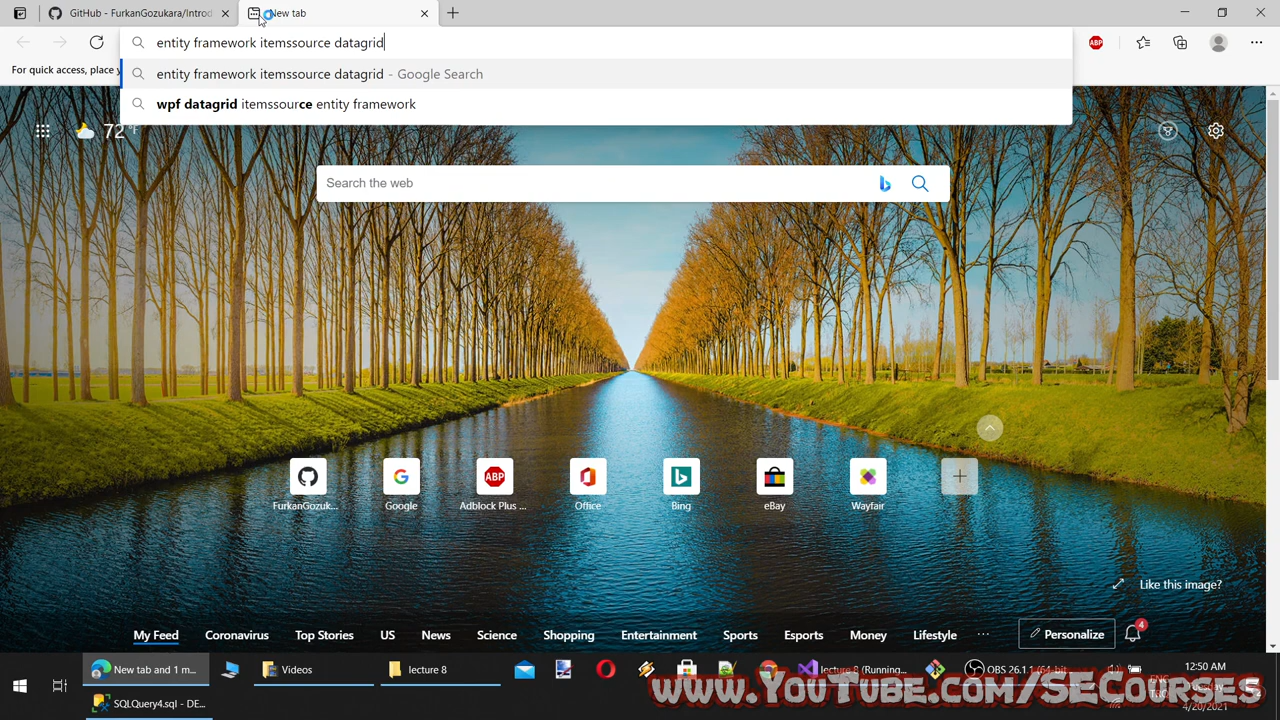 GitHub - FurkanGozukara/Introd
New tab
entity framework itemssource datagrid
ABP
For quick access, place y
entity framework itemssource datagrid - Google Search
wpf datagrid itemssource entity framework
72 °F
Search the web
ABP
FurkanGozuk...
Google
Adblock Plus ...
Office
Bing
eBay
Wayfair
Like this image?
My Feed
Coronavirus
Top Stories
US
News
Science
Shopping
Entertainment
Sports
Esports
Money
Lifestyle
...
Personalize
4
New tab and 1 m...
Videos
lecture 8
lecture 8 (Running...
OBS 26.1.1 (64-bit...
12:50 AM
ENG
Tuesday
4/20/2021
SQLQuery4.sql - DE...
www.YouTube.com/SECourses